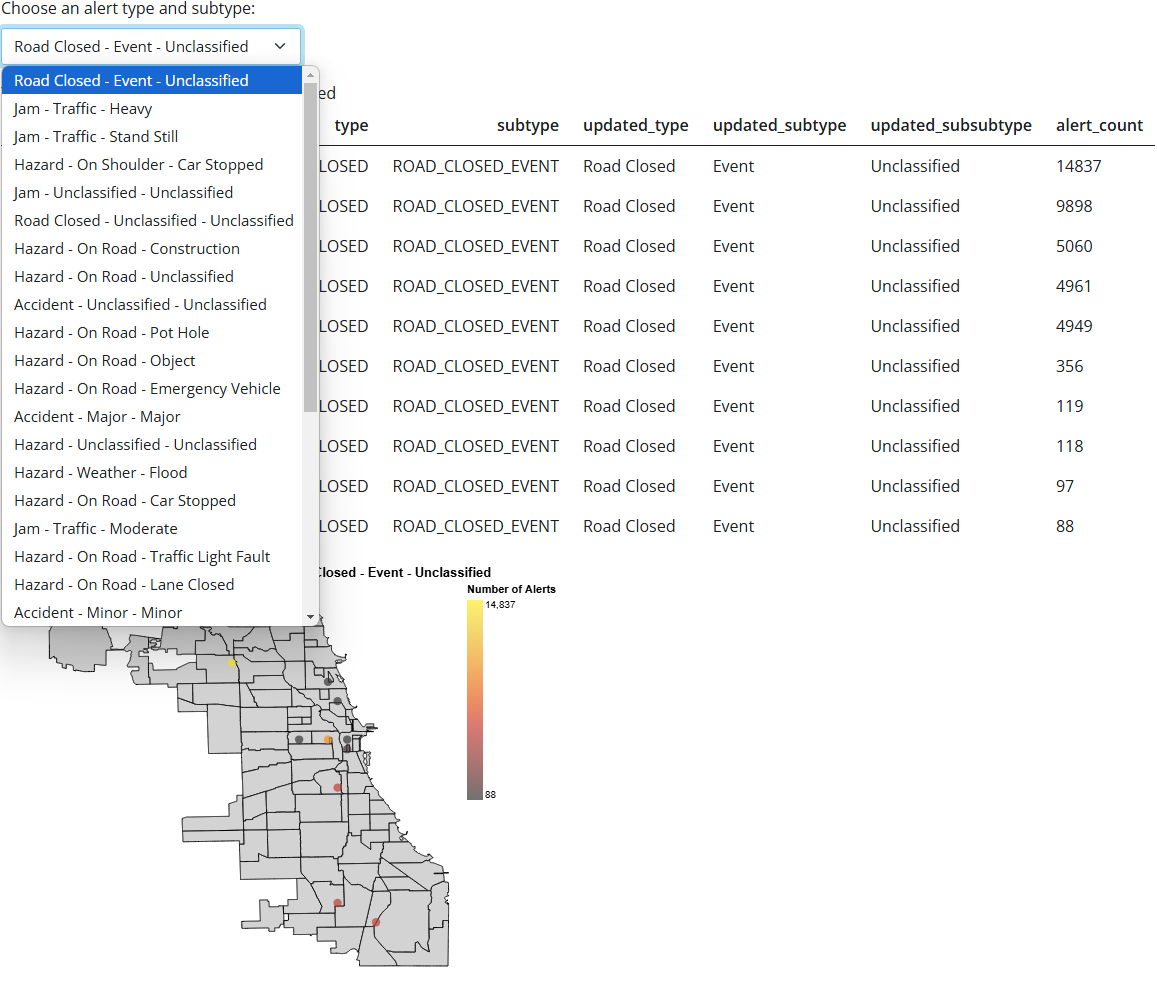 Choose an alert type and subtype:
Road Closed - Event - Unclassified
Road Closed - Event - Unclassified
Jam - Traffic - Heavy
Jam - Traffic - Stand Still
Hazard - On Shoulder - Car Stopped
Jam - Unclassified - Unclassified
Road Closed - Unclassified - Unclassified
Hazard - On Road - Construction
Hazard - On Road - Unclassified
Accident - Unclassified - Unclassified
Hazard - On Road - Pot Hole
Hazard - On Road - Object
Hazard - On Road - Emergency Vehicle
Accident - Major - Major
Hazard - Unclassified - Unclassified
Hazard - Weather - Flood
Hazard - On Road - Car Stopped
Jam - Traffic - Moderate
Hazard - On Road - Traffic Light Fault
Hazard - On Road - Lane Closed
Accident - Minor - Minor
ed
type subtype updated_type updated_subtype updated_subsubtype alert_count
LOSED ROAD_CLOSED_EVENT Road Closed Event Unclassified 14837
LOSED ROAD_CLOSED_EVENT Road Closed Event Unclassified 9898
LOSED ROAD_CLOSED_EVENT Road Closed Event Unclassified 5060
LOSED ROAD_CLOSED_EVENT Road Closed Event Unclassified 4961
LOSED ROAD_CLOSED_EVENT Road Closed Event Unclassified 4949
LOSED ROAD_CLOSED_EVENT Road Closed Event Unclassified 356
LOSED ROAD_CLOSED_EVENT Road Closed Event Unclassified 119
LOSED ROAD_CLOSED_EVENT Road Closed Event Unclassified 118
LOSED ROAD_CLOSED_EVENT Road Closed Event Unclassified 97
LOSED ROAD_CLOSED_EVENT Road Closed Event Unclassified 88
Closed - Event - Unclassified
Number of Alerts
14,837
88